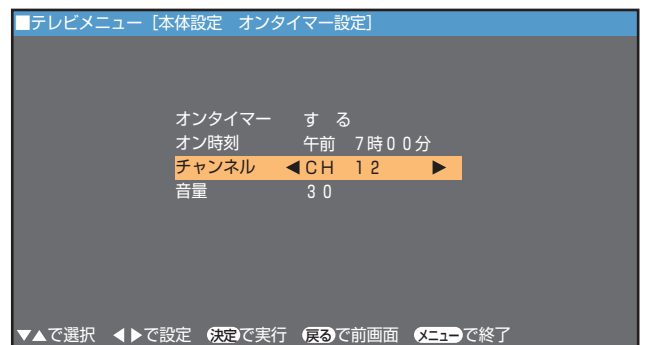 ■テレビメニュー［本体設定　オンタイマー設定］
オンタイマー　する
オン時刻　午前　７時００分
チャンネル　◀ＣＨ　１２　▶
音量　３０
▼▲で選択　◀▶で設定　決定で実行　戻るで前画面　メニューで終了